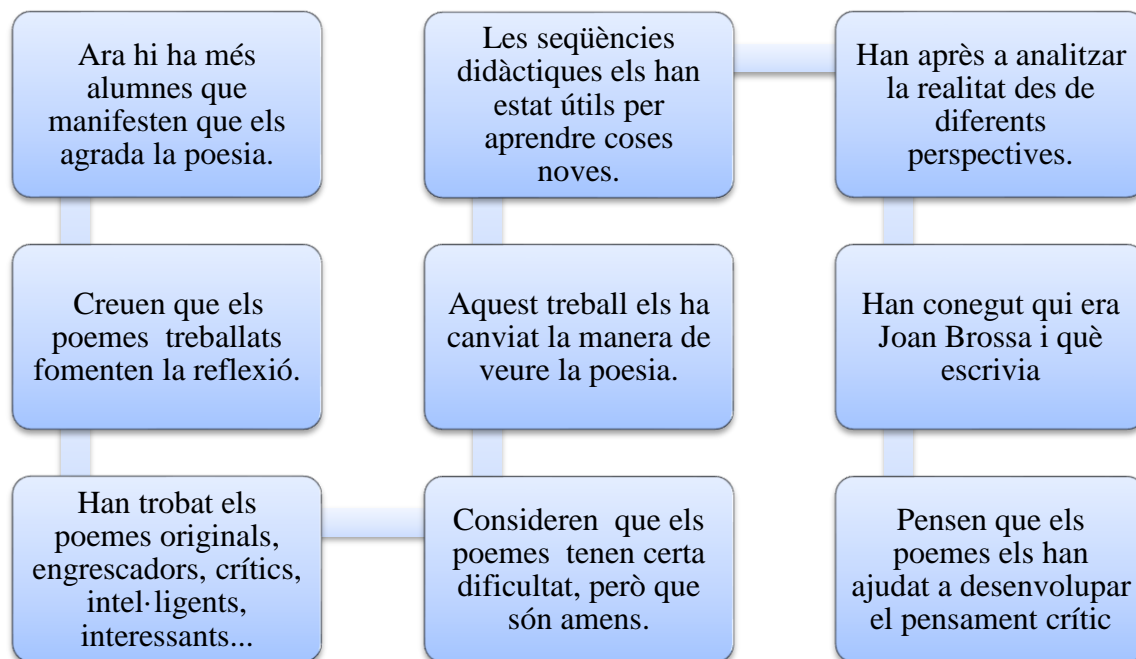 Ara hi ha més
alumnes que
manifesten que els
agrada la poesia.
Creuen que els
poemes  treballats
fomenten la reflexió.
Han trobat els
poemes originals,
engrescadors, crítics,
intel·ligents,
interessants...
Consideren  que els
poemes  tenen certa
dificultat, però que
són amens.
Aquest treball els ha
canviat la manera de
veure la poesia.
Les seqüències
didàctiques els han
estat útils per
aprendre coses
noves.
Han après a analitzar
la realitat des de
diferents
perspectives.
Han conegut qui era
Joan Brossa i què
escrivia
Pensen que els
poemes els han
ajudat a desenvolupar
el pensament crític